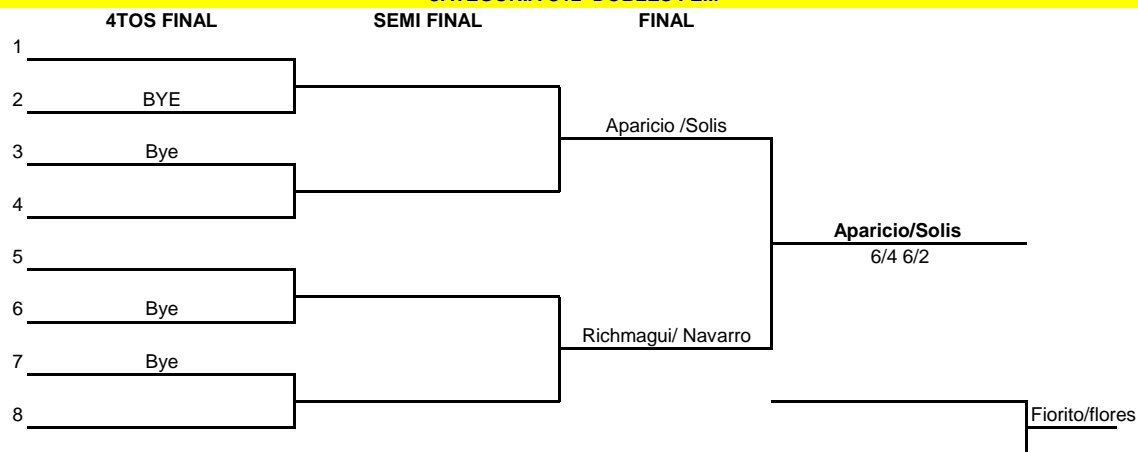 4TOS FINAL SEMI FINAL FINAL
1
2 BYE
Aparicio /Solis
3 Bye
4
Aparicio/Solis
5
6/4 6/2
6 Bye
Richmagui/ Navarro
7 Bye
8
Fiorito/flores